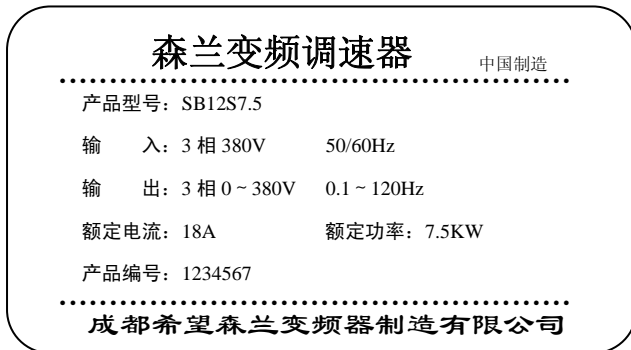 森兰变频调速器 中国制造
产品型号：SB12S7.5
输 入：3 相 380V 50/60Hz
输 出：3 相 0～380V 0.1～120Hz
额定电流：18A 额定功率：7.5KW
产品编号：1234567
成都希望森兰变频器制造有限公司